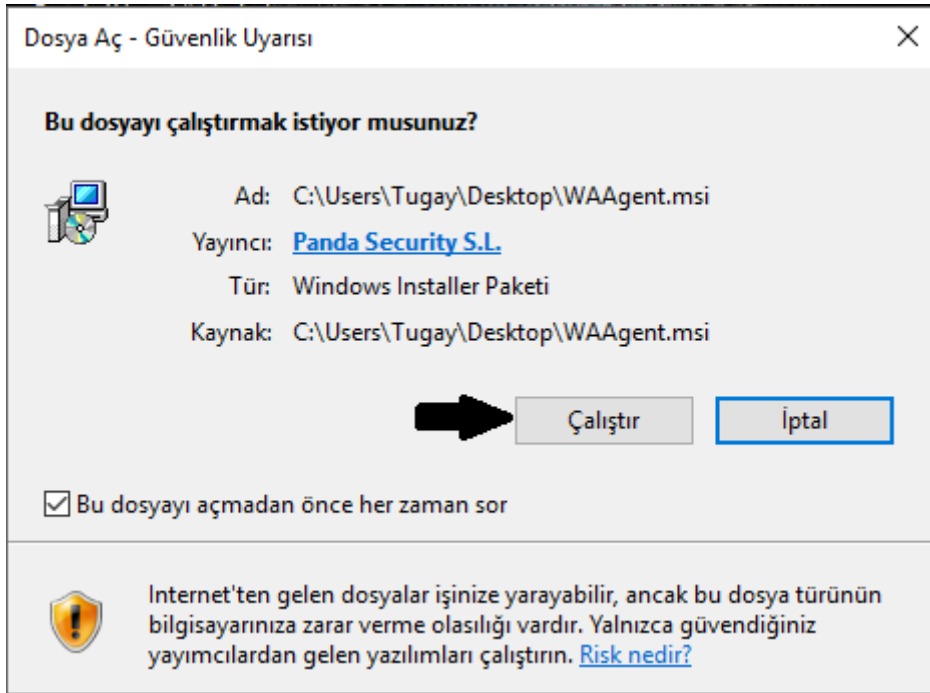 Dosya Aç - Güvenlik Uyarısı
Bu dosyayı çalıştırmak istiyor musunuz?
Ad: C:\Users\Tugay\Desktop\WAAgent.msi
Yayıncı: Panda Security S.L.
Tür: Windows Installer Paketi
Kaynak: C:\Users\Tugay\Desktop\WAAgent.msi
Çalıştır İptal
Bu dosyayı açmadan önce her zaman sor
Internet'ten gelen dosyalar işinize yarayabilir, ancak bu dosya türünün
bilgisayarınıza zarar verme olasılığı vardır. Yalnızca güvendiğiniz
yayımcılardan gelen yazılımları çalıştırın. Risk nedir?